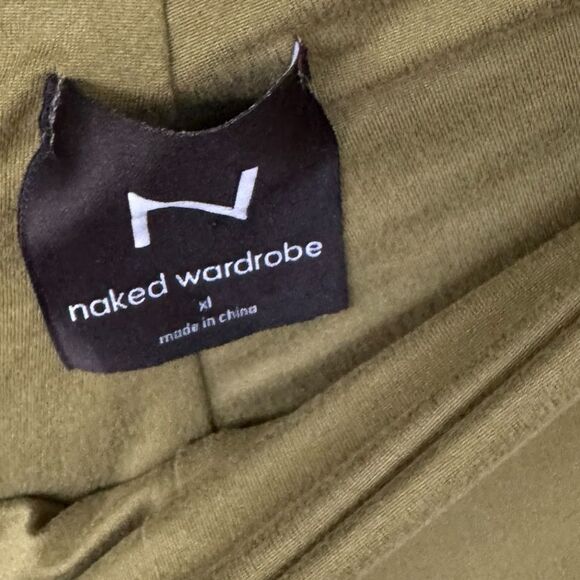 N
naked wardrobe
xl
made in china